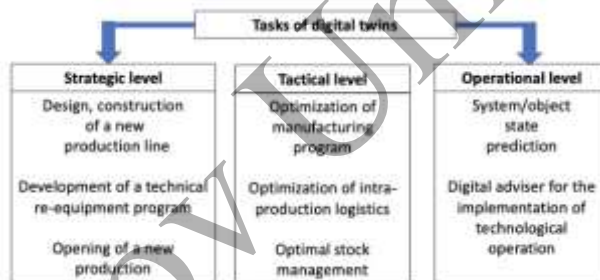 Tasks of digital twins
Strategic level
Design, construction
of a new
production line
Development of a technical
re-equipment program
Opening of a new
production
Tactical level
Optimization of
manufacturing
program
Optimization of intra-
production logistics
Optimal stock
management
Operational level
System/object
state
prediction
Digital adviser for the
implementation of
technological
operation